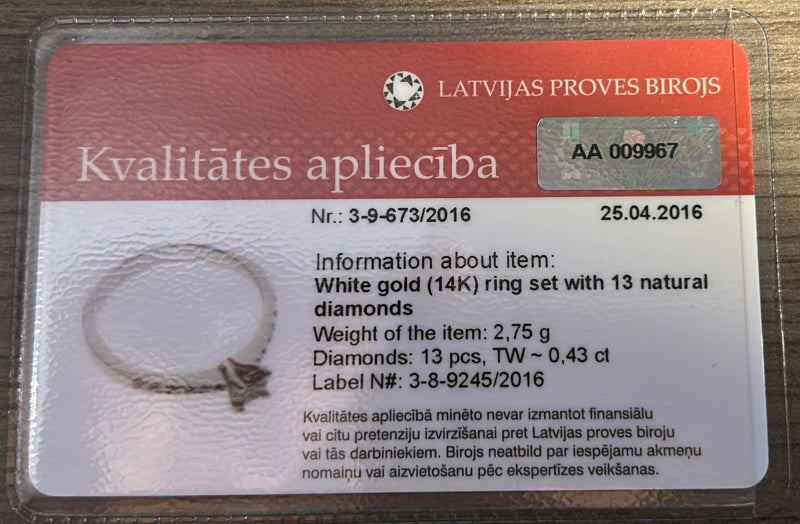 LATVIJAS PROVES BIROJS
Kvalitātes apliecība
AA 009967
Nr.: 3-9-673/2016
25.04.2016
Information about item:
White gold (14K) ring set with 13 natural
diamonds
Weight of the item: 2,75 g
Diamonds: 13 pcs, TW ~ 0,43 ct
Label N#: 3-8-9245/2016
Kvalitātes apliecībā minēto nevar izmantot finansiālu
vai citu pretenziju izvirzīšanai pret Latvijas proves biroju
vai tās darbiniekiem. Birojs neatbild par iespējamu akmeņu
nomaiņu vai aizvietošanu pēc ekspertīzes veikšanas.